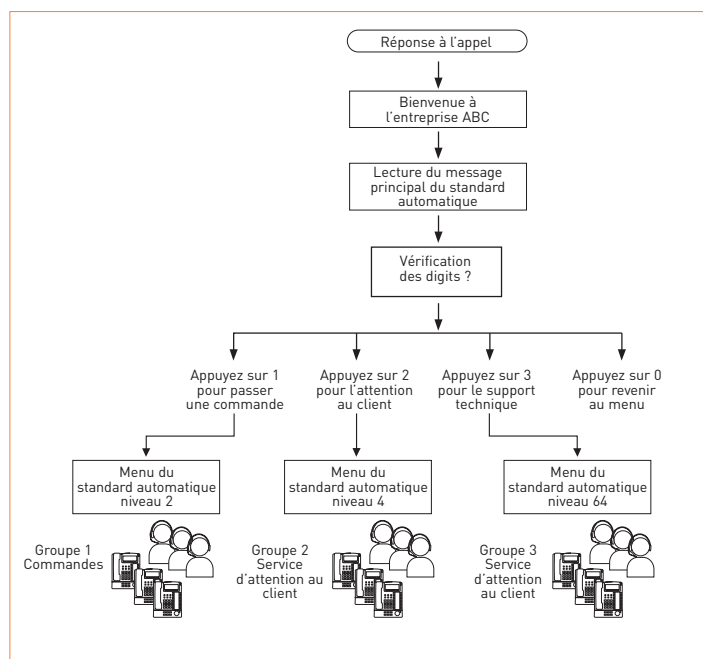 Réponse à l'appel
Bienvenue à
l'entreprise ABC
Lecture du message
principal du standard
automatique
Vérification
des digits ?
Appuyez sur 1
pour passer
une commande
Appuyez sur 2
pour l'attention
au client
Appuyez sur 3
pour le support
technique
Appuyez sur 0
pour revenir
au menu
Menu du
standard automatique
niveau 2
Menu du
standard automatique
niveau 4
Menu du
standard automatique
niveau 64
Groupe 1
Commandes
Groupe 2
Service
d'attention au
client
Groupe 3
Service
d'attention
au client